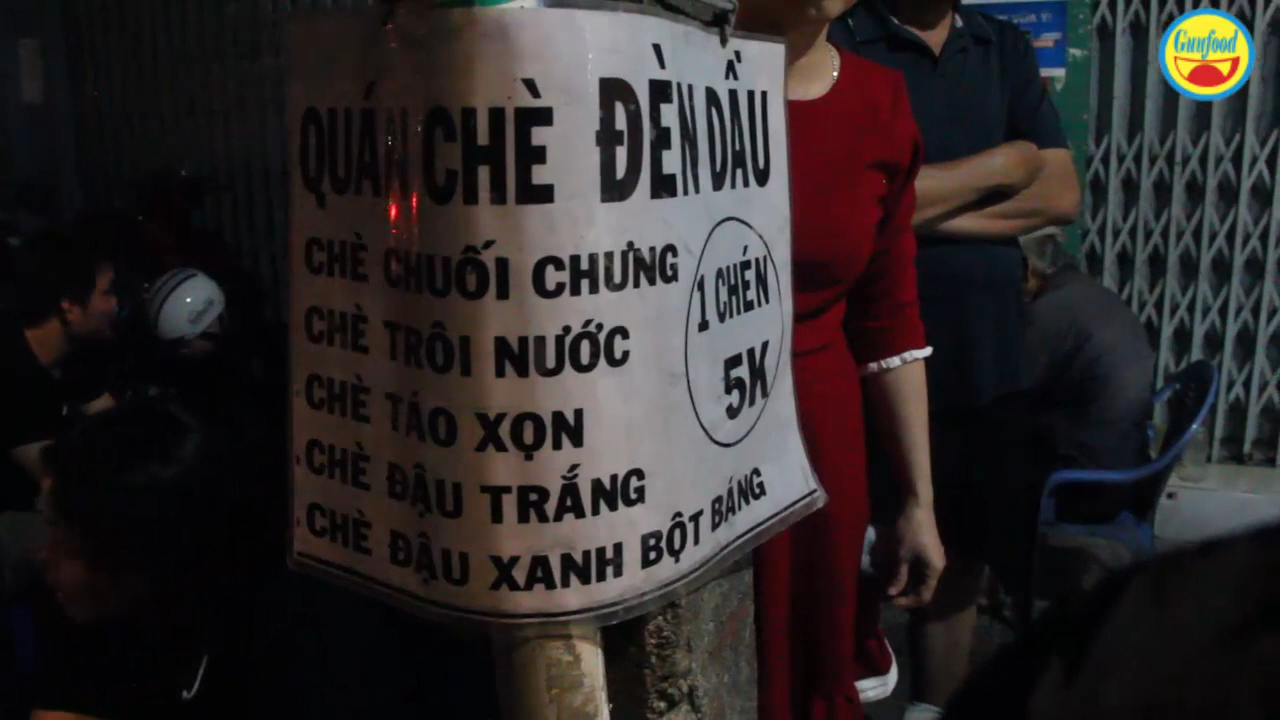 QUÁN CHÈ ĐÈN DẦU
CHÈ CHUỐI CHƯNG
CHÈ TRÔI NƯỚC
CHÈ TÁO XỌN
CHÈ ĐẬU TRẮNG
CHÈ ĐẬU XANH BỘT BÁNG
1 CHÉN
5K
Guufood